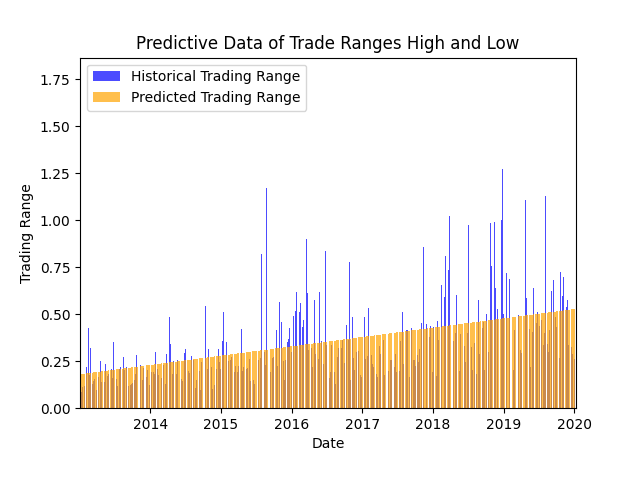 Predictive Data of Trade Ranges High and Low
Historical Trading Range
Predicted Trading Range
Trading Range
1.75
1.50
1.25
1.00
0.75
0.50
0.25
0.00
2014 2015 2016 2017 2018 2019 2020
Date